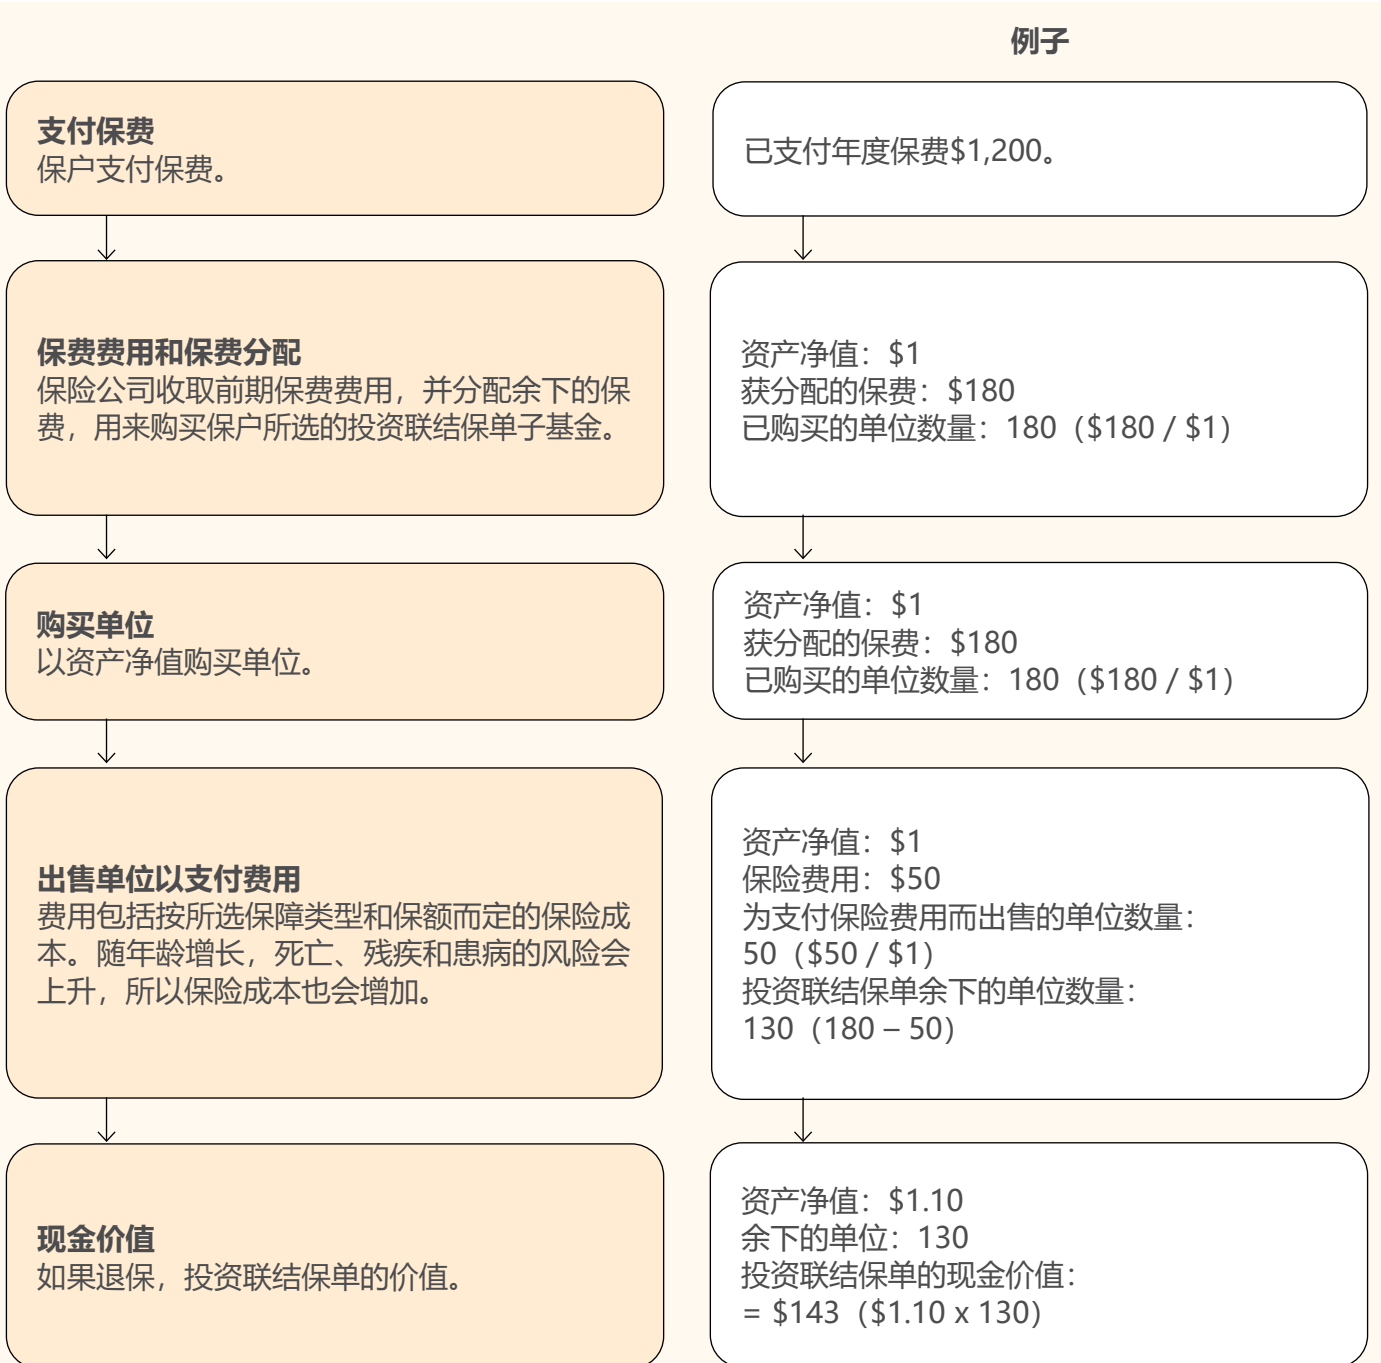 例子
支付保费
保户支付保费。
已支付年度保费$1,200。
保费费用和保费分配
保险公司收取前期保费费用，并分配余下的保
费，用来购买保户所选的投资联结保单子基金。
资产净值：$1
获分配的保费：$180
已购买的单位数量：180（$180 / $1）
购买单位
以资产净值购买单位。
资产净值：$1
获分配的保费：$180
已购买的单位数量：180（$180 / $1）
出售单位以支付费用
费用包括按所选保障类型和保额而定的保险成
本。随年龄增长，死亡、残疾和患病的风险会
上升，所以保险成本也会增加。
资产净值：$1
保险费用：$50
为支付保险费用而出售的单位数量：
50（$50 / $1）
投资联结保单余下的单位数量：
130（180 – 50）
现金价值
如果退保，投资联结保单的价值。
资产净值：$1.10
余下的单位：130
投资联结保单的现金价值：
= $143（$1.10 x 130）